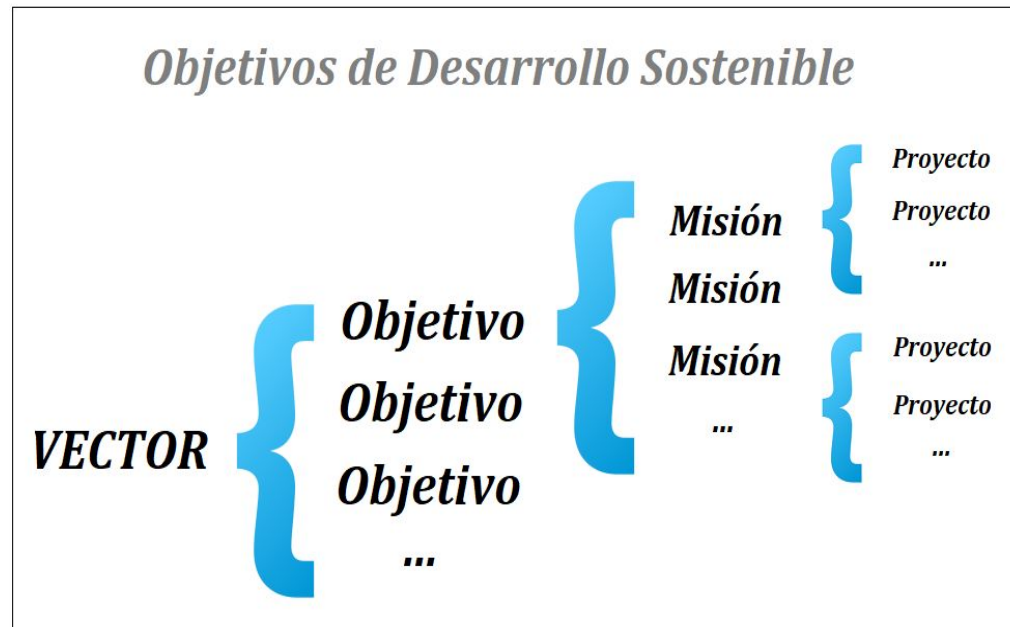 Objetivos de Desarrollo Sostenible
VECTOR
Objetivo
Objetivo
Objetivo
...
Misión
Misión
Misión
...
Proyecto
Proyecto
...
Proyecto
Proyecto
...